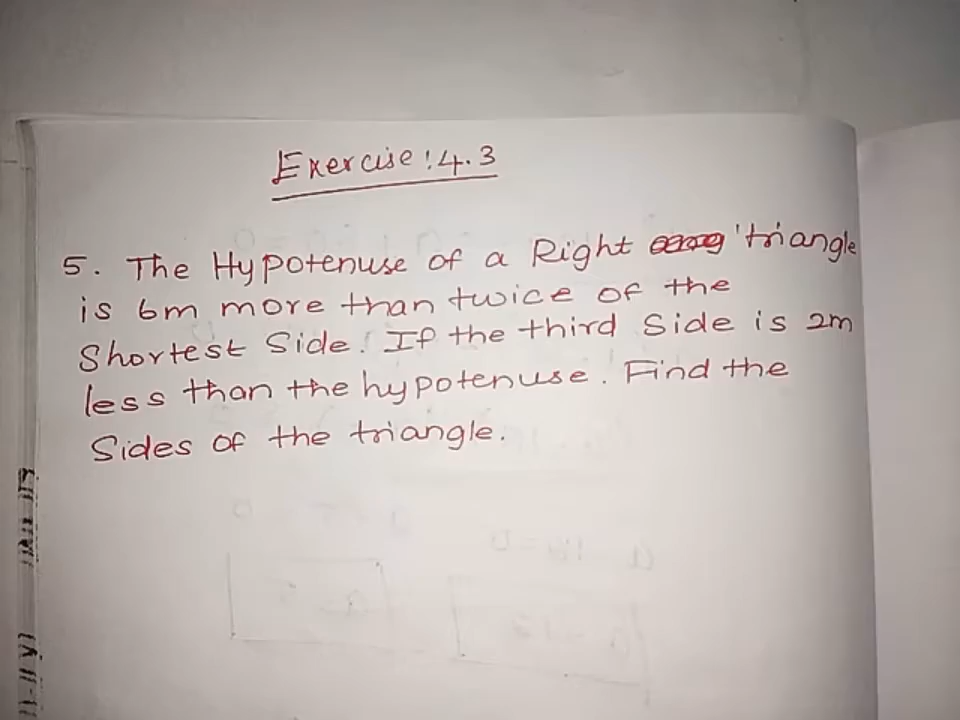 Exercise: 4.3
5. The Hypotenuse of a Right triangle
is 6m more than twice of the
Shortest Side. If the third Side is 2m
less than the hypotenuse. Find the
Sides of the triangle.